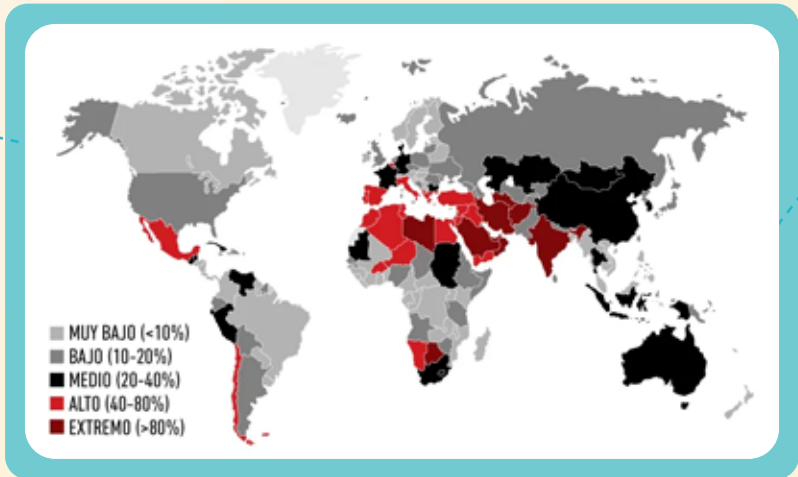 MUY BAJO (<10%)
BAJO (10-20%)
MEDIO (20-40%)
ALTO (40-80%)
EXTREMO (>80%)